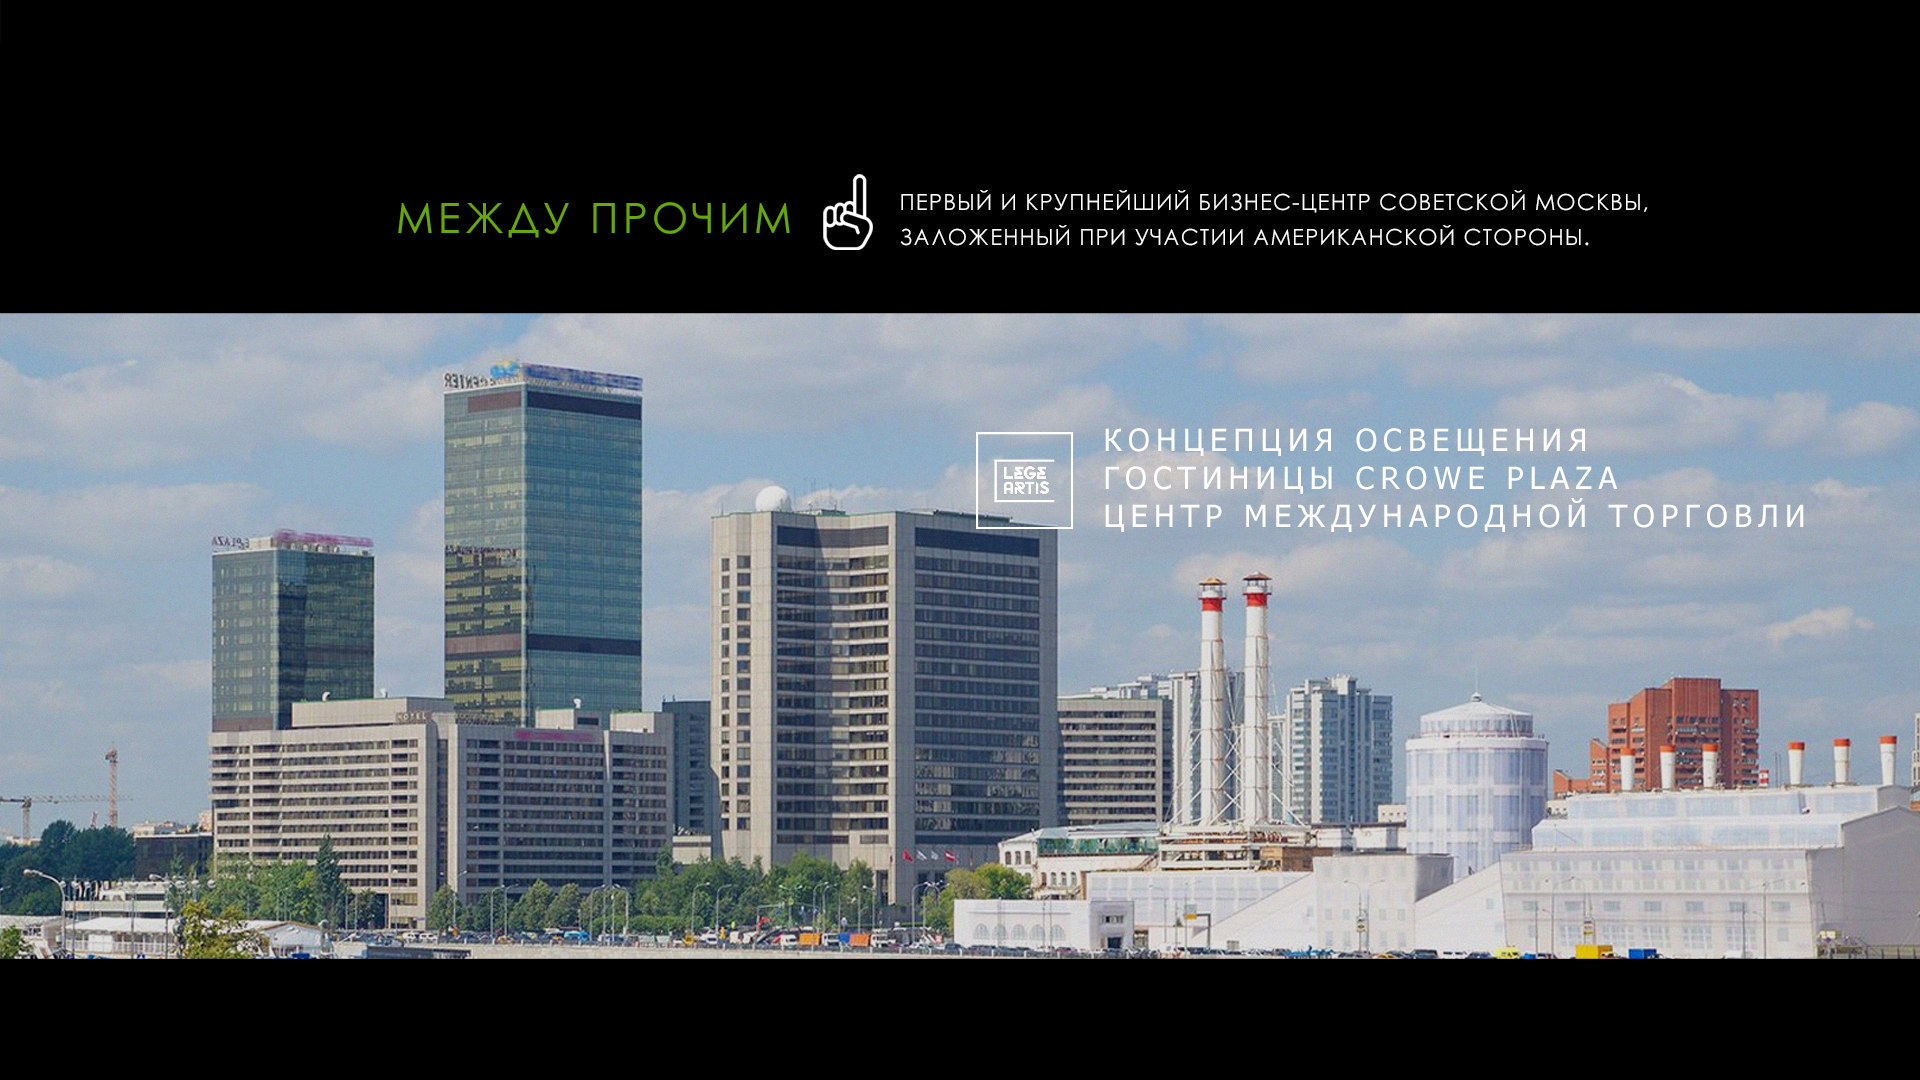 МЕЖДУ ПРОЧИМ
ПЕРВЫЙ И КРУПНЕЙШИЙ БИЗНЕС-ЦЕНТР СОВЕТСКОЙ МОСКВЫ,
ЗАЛОЖЕННЫЙ ПРИ УЧАСТИИ АМЕРИКАНСКОЙ СТОРОНЫ.
LEGE
ARTIS
КОНЦЕПЦИЯ ОСВЕЩЕНИЯ
ГОСТИНИЦЫ CROWE PLAZA
ЦЕНТР МЕЖДУНАРОДНОЙ ТОРГОВЛИ
HOTEL